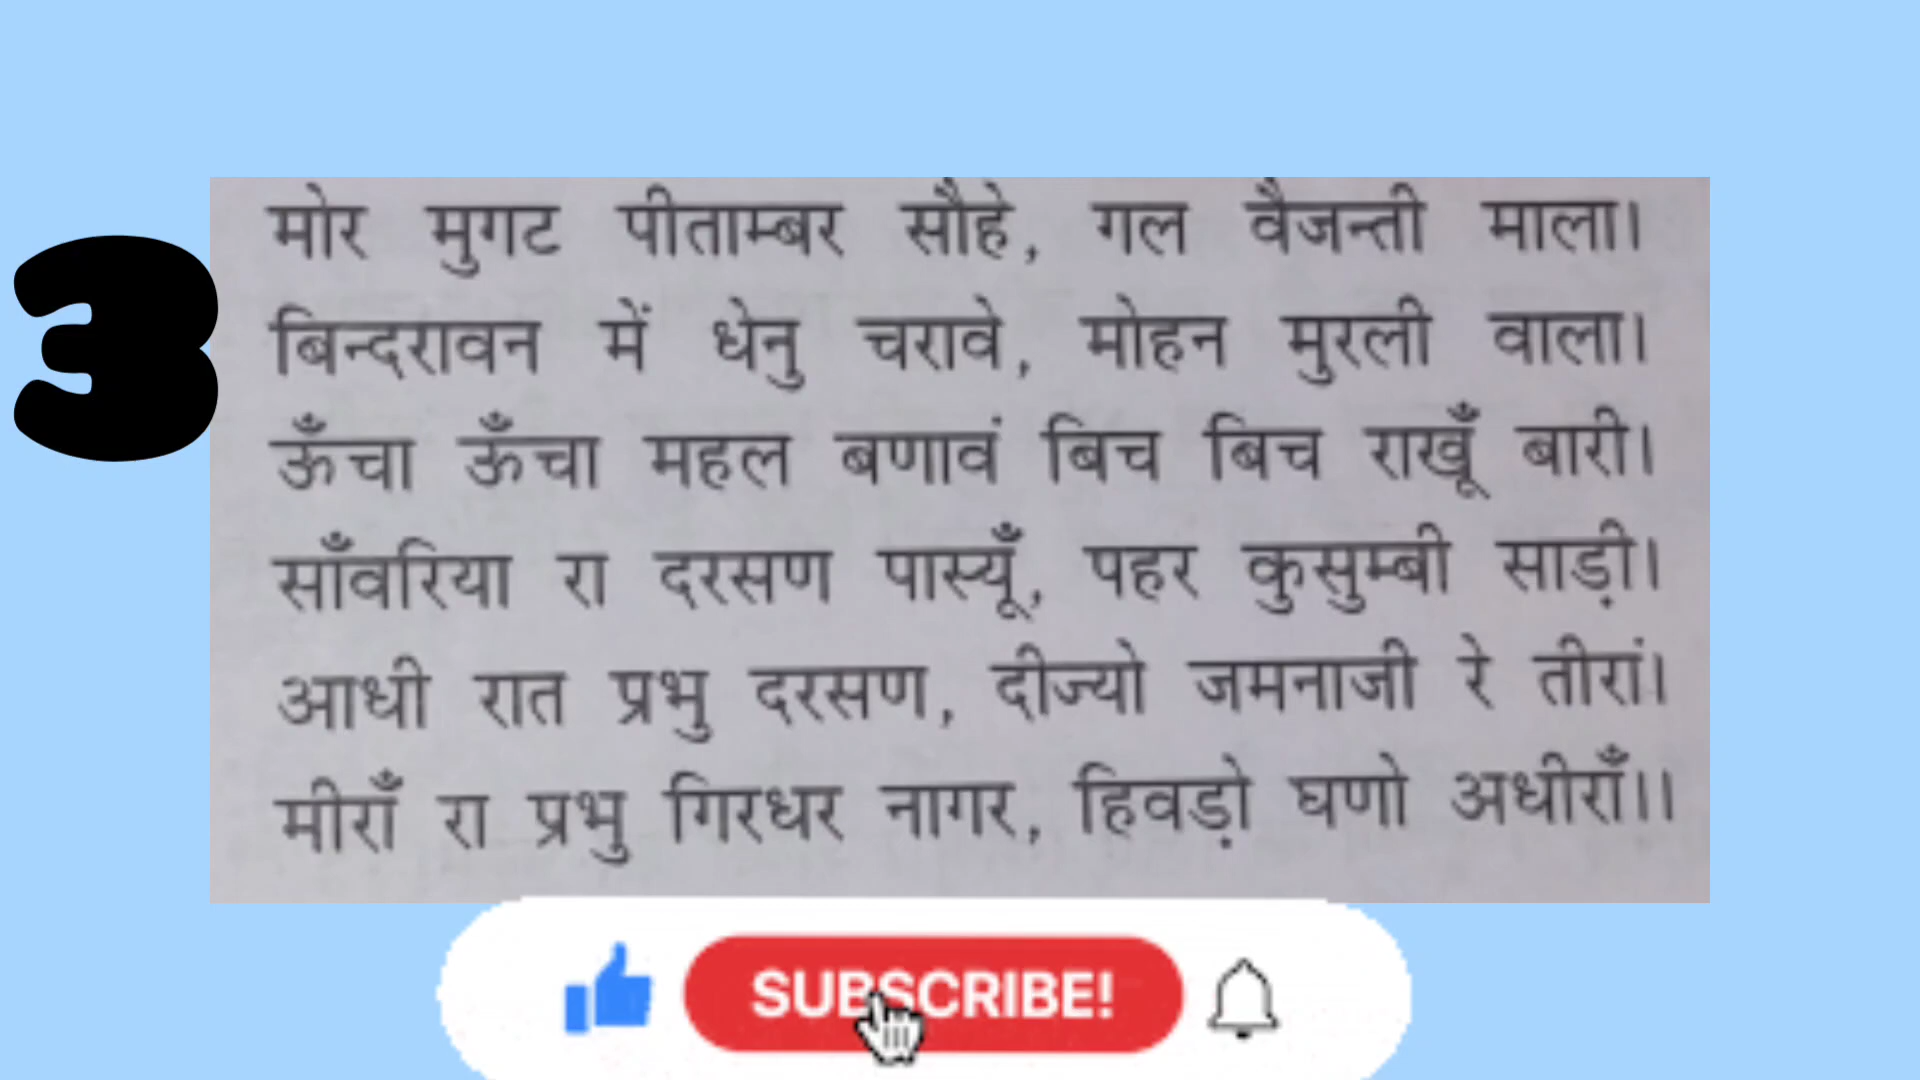 3
मोर मुगट पीताम्बर सौहे, गल वैजन्ती माला।
बिन्दरावन में धेनु चरावे, मोहन मुरली वाला।
ऊँचा ऊँचा महल बणावं बिच बिच राखूँ बारी।
साँवरिया रा दरसण पास्यूँ, पहर कुसुम्बी साड़ी।
आधी रात प्रभु दरसण, दीज्यो जमनाजी रे तीरां।
मीराँ रा प्रभु गिरधर नागर, हिवड़ो घणो अधीराँ।।
SUBSCRIBE!